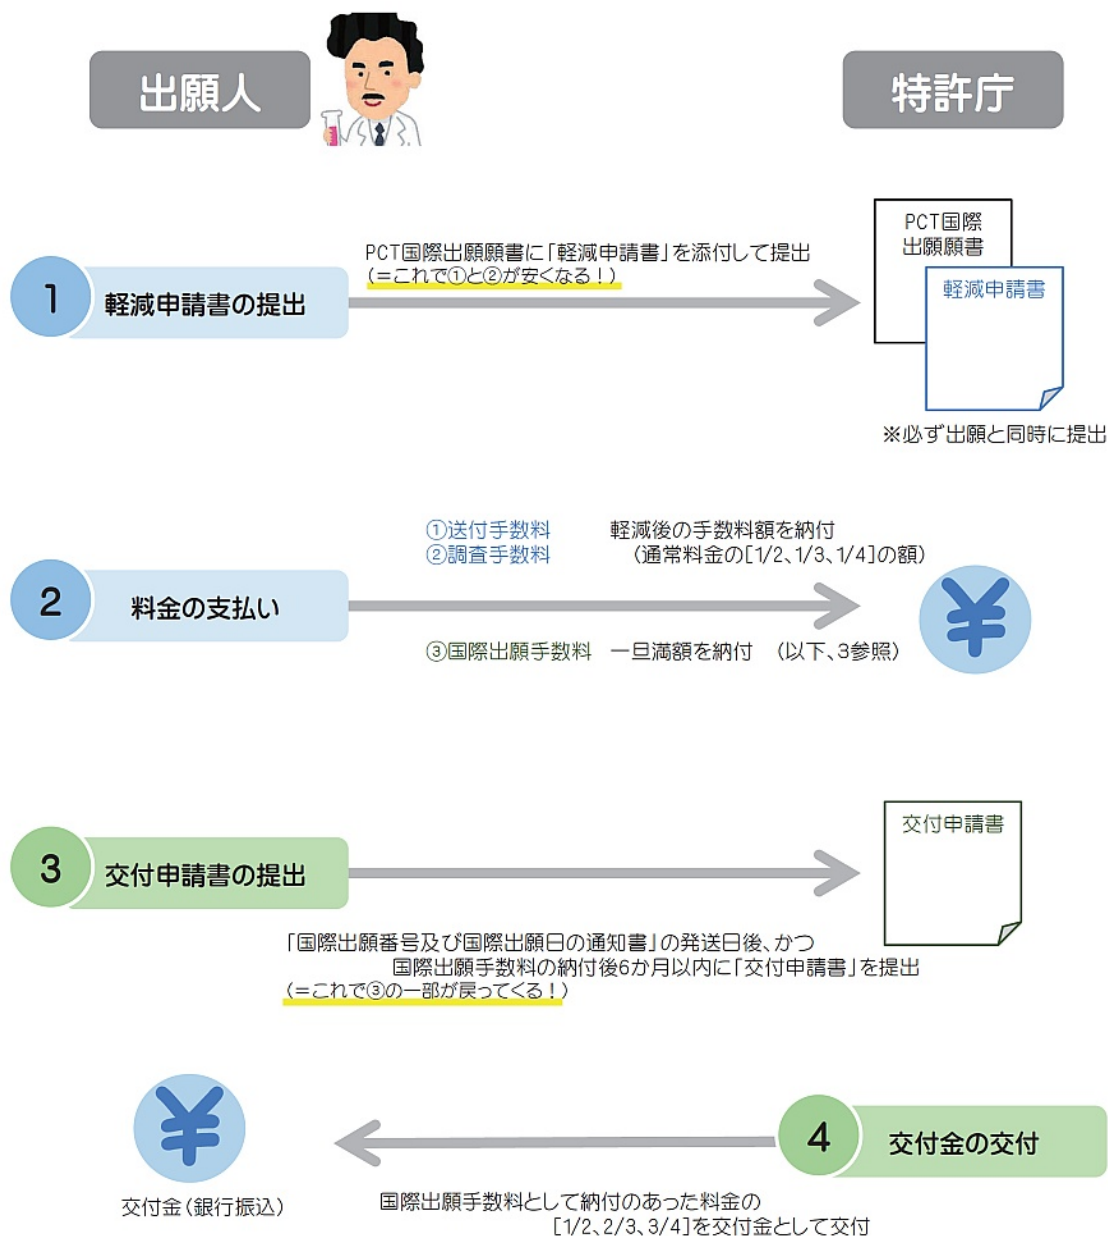 出願人
特許庁
PCT国際
出願願書
軽減申請書
PCT国際出願願書に「軽減申請書」を添付して提出
(=これで①と②が安くなる!)
1
軽減申請書の提出
※必ず出願と同時に提出
①送付手数料 軽減後の手数料額を納付
②調査手数料 (通常料金の[1/2、1/3、1/4]の額)
2
料金の支払い
¥
③国際出願手数料 一旦満額を納付 (以下、3参照)
3
交付申請書の提出
交付申請書
「国際出願番号及び国際出願日の通知書」の発送日後、かつ
国際出願手数料の納付後6か月以内に「交付申請書」を提出
(=これで③の一部が戻ってくる!)
¥
4
交付金の交付
交付金(銀行振込)
国際出願手数料として納付のあった料金の
[1/2、2/3、3/4]を交付金として交付